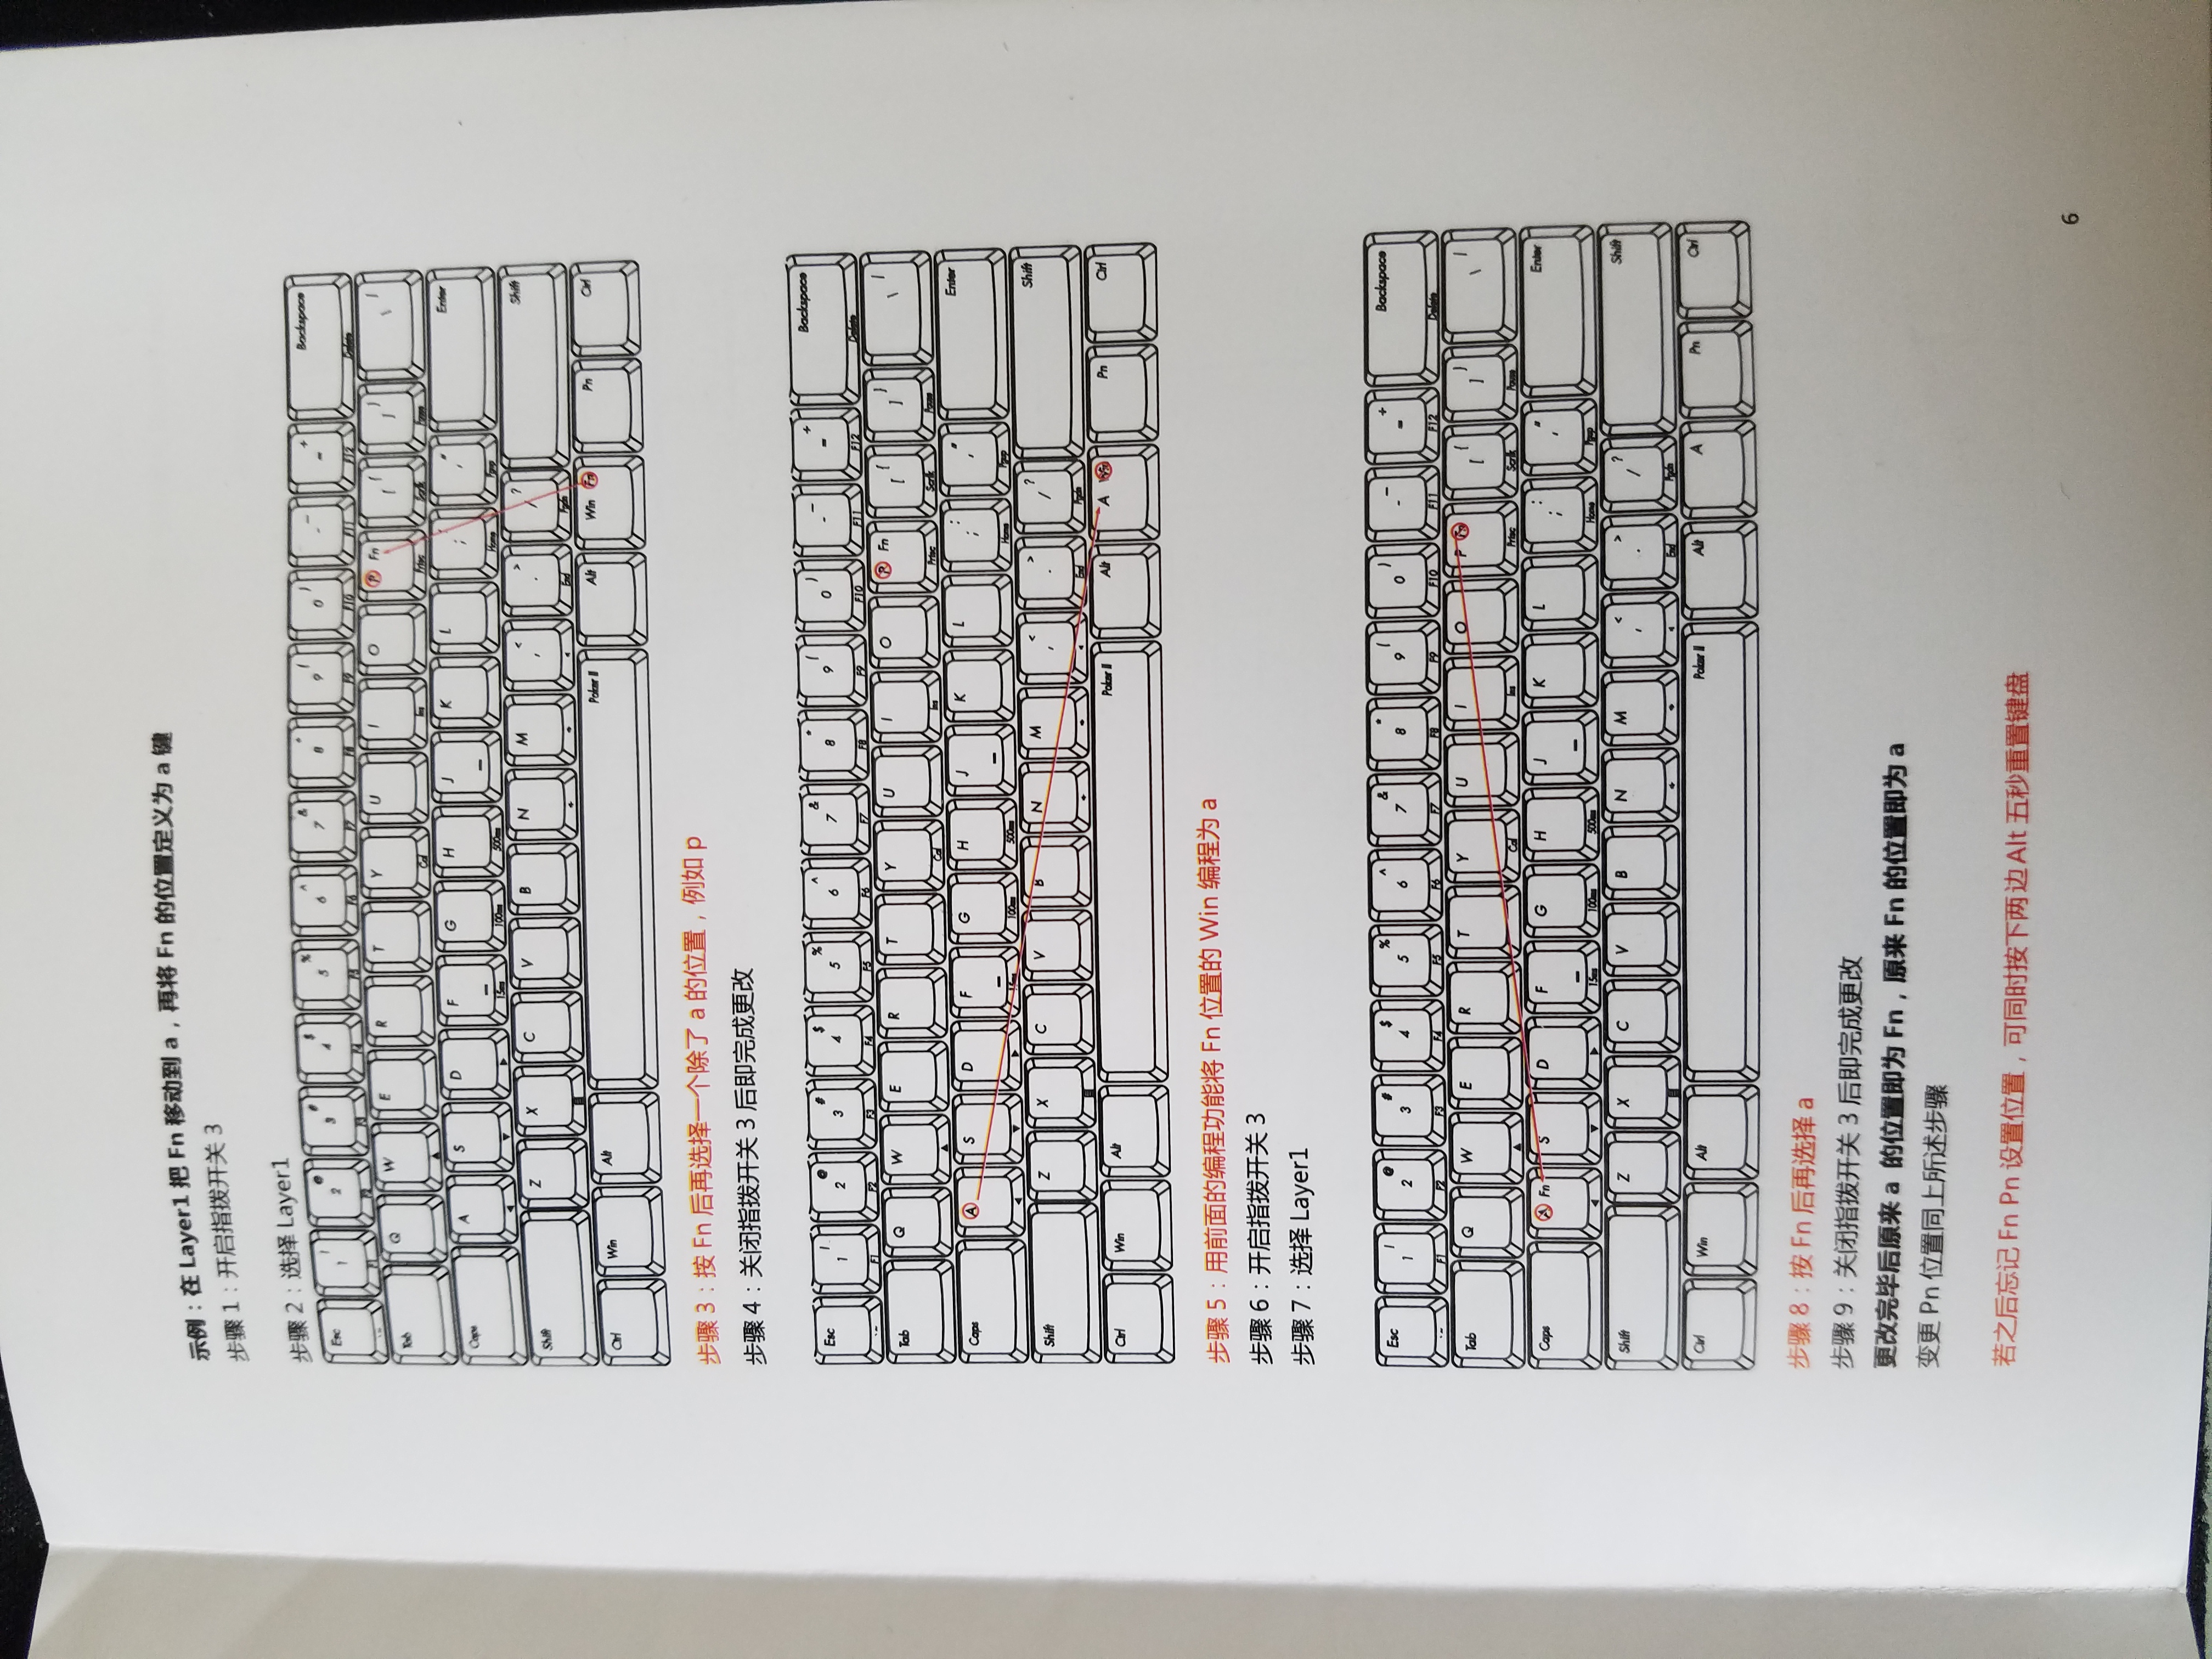 示例：在 Layer1 把 Fn 移动到 a，再将 Fn 的位置定义为 a 键
步骤 1：开启指拨开关 3
步骤 2：选择 Layer1
Esc ! 1 @ 2 # 3 $ 4 % 5 ^ 6 & 7 * 8 ( 9 ) 0 _ - + = Backspace
F1 F2 F3 F4 F5 F6 F7 F8 F9 F10 F11 F12 Delete
Tab Q W E R T Y U I O P Fn { [ } ] | \
Cal Ins Prtsc Scrlk Pause
Caps A S D F G H J K L : ; " ' Enter
15ms 100ms 500ms Home Pgup
Shift Z X C V B N M < , > . ? / Shift
End Pgdn
Ctrl Win Alt Poker II Alt Win Fn Pn Ctrl
步骤 3：按 Fn 后再选择一个除了 a 的位置，例如 p
步骤 4：关闭指拨开关 3 后即完成更改
Esc ! 1 @ 2 # 3 $ 4 % 5 ^ 6 & 7 * 8 ( 9 ) 0 _ - + = Backspace
F1 F2 F3 F4 F5 F6 F7 F8 F9 F10 F11 F12 Delete
Tab Q W E R T Y U I O P Fn { [ } ] | \
Cal Ins Prtsc Scrlk Pause
Caps A S D F G H J K L : ; " ' Enter
15ms 100ms 500ms Home Pgup
Shift Z X C V B N M < , > . ? / Shift
End Pgdn
Ctrl Win Alt Poker II Alt A Pn Ctrl
步骤 5：用前面的编程功能将 Fn 位置的 Win 编程为 a
步骤 6：开启指拨开关 3
步骤 7：选择 Layer1
Esc ! 1 @ 2 # 3 $ 4 % 5 ^ 6 & 7 * 8 ( 9 ) 0 _ - + = Backspace
F1 F2 F3 F4 F5 F6 F7 F8 F9 F10 F11 F12 Delete
Tab Q W E R T Y U I O P Fn { [ } ] | \
Cal Ins Prtsc Scrlk Pause
Caps A Fn S D F G H J K L : ; " ' Enter
15ms 100ms 500ms Home Pgup
Shift Z X C V B N M < , > . ? / Shift
End Pgdn
Ctrl Win Alt Poker II Alt A Pn Ctrl
步骤 8：按 Fn 后再选择 a
步骤 9：关闭指拨开关 3 后即完成更改
更改完毕后原来 a 的位置即为 Fn，原来 Fn 的位置即为 a
变更 Pn 位置同上所述步骤
若之后忘记 Fn Pn 设置位置，可同时按下两边 Alt 五秒重置键盘
6